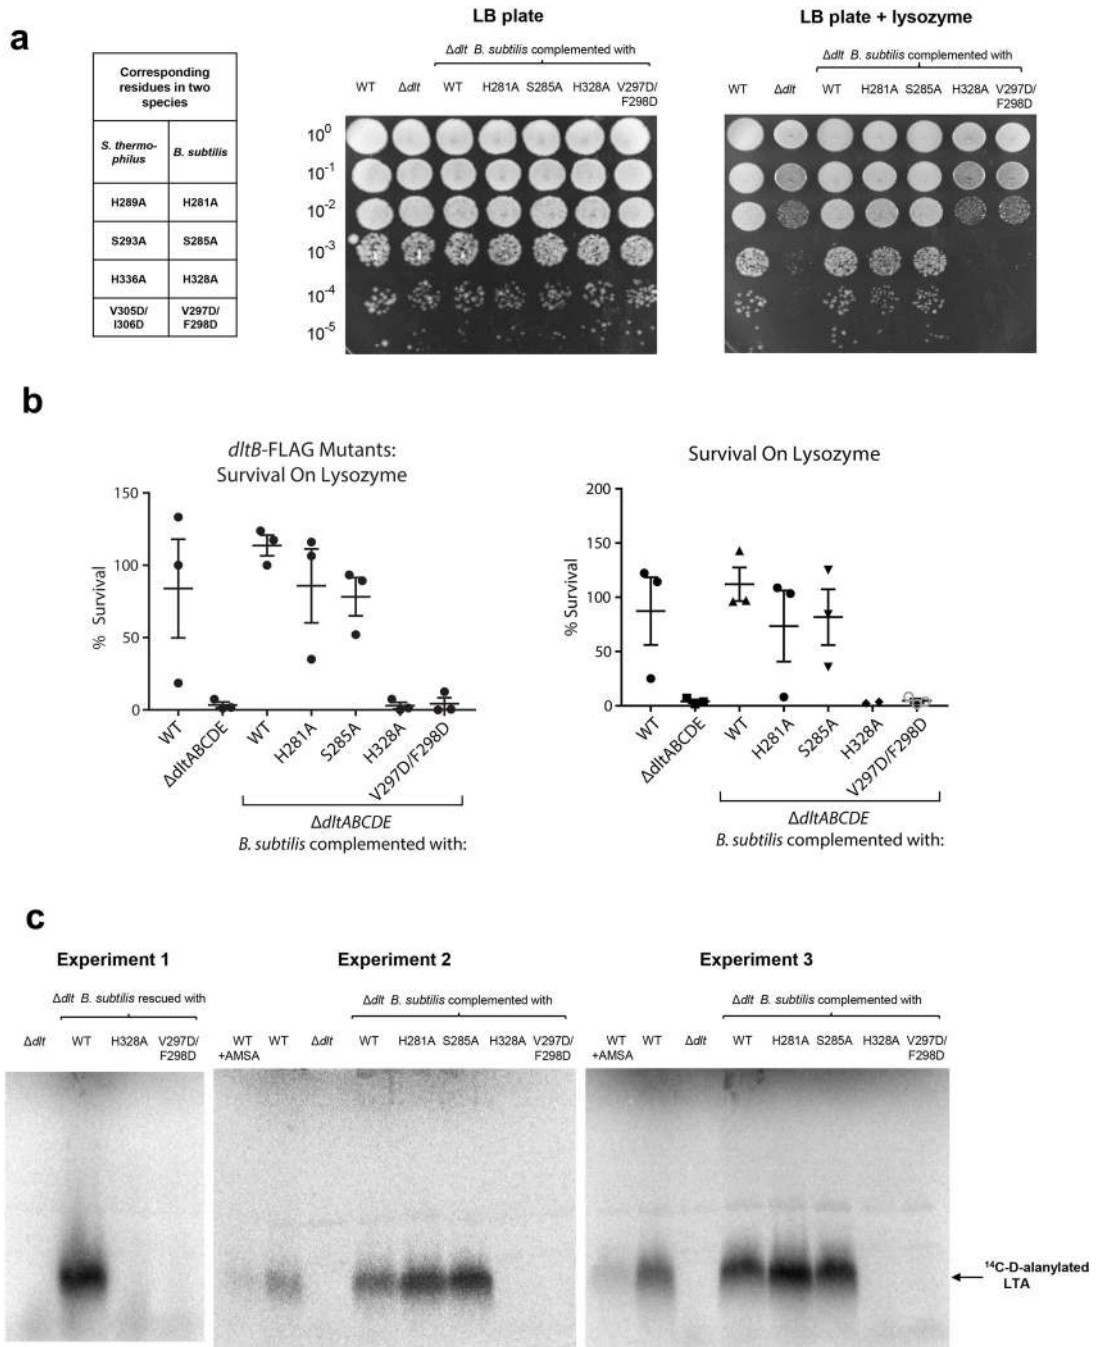 a
LB plate
LB plate + lysozyme
Corresponding
residues in two
species
S. thermo-
philus
B. subtilis
H289A
H281A
S293A
S285A
H336A
H328A
V305D/
I306D
V297D/
F298D
Δdlt B. subtilis complemented with
WT Δdlt WT H281A S285A H328A V297D/
F298D
10⁰
10⁻¹
10⁻²
10⁻³
10⁻⁴
10⁻⁵
Δdlt B. subtilis complemented with
WT Δdlt WT H281A S285A H328A V297D/
F298D
b
dltB-FLAG Mutants:
Survival On Lysozyme
% Survival
150
100
50
0
WT
ΔdltABCDE
WT
H281A
S285A
H328A
V297D/F298D
ΔdltABCDE
B. subtilis complemented with:
Survival On Lysozyme
% Survival
200
150
100
50
0
WT
ΔdltABCDE
WT
H281A
S285A
H328A
V297D/F298D
ΔdltABCDE
B. subtilis complemented with:
c
Experiment 1
Δdlt B. subtilis rescued with
Δdlt WT H328A V297D/
F298D
Experiment 2
Δdlt B. subtilis complemented with
WT WT Δdlt WT H281A S285A H328A V297D/
+AMSA F298D
Experiment 3
Δdlt B. subtilis complemented with
WT WT Δdlt WT H281A S285A H328A V297D/
+AMSA F298D
¹⁴C-D-alanylated
LTA